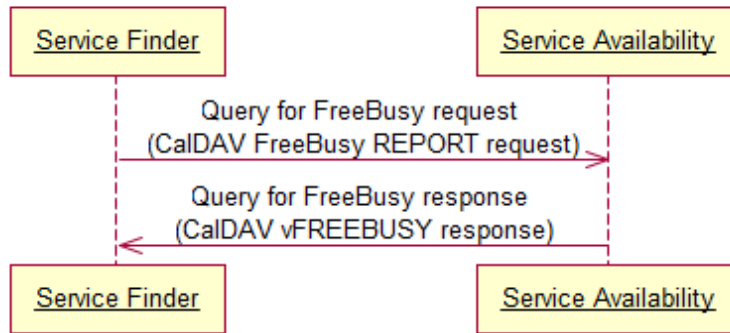 Service Finder
Service Availability
Query for FreeBusy request
(CalDAV FreeBusy REPORT request)
Query for FreeBusy response
(CalDAV vFREEBUSY response)
Service Finder
Service Availability